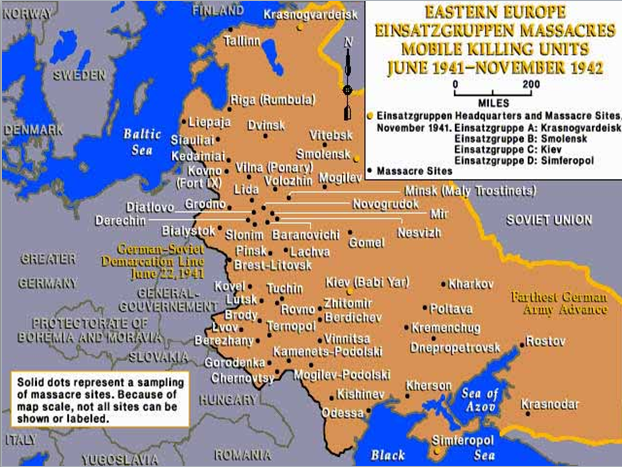 EASTERN EUROPE
EINSATZGRUPPEN MASSACRES
MOBILE KILLING UNITS
JUNE 1941–NOVEMBER 1942
0 200
MILES
Einsatzgruppen Headquarters and Massacre Sites,
November 1941. Einsatzgruppe A: Krasnogvardeisk
Einsatzgruppe B: Smolensk
Einsatzgruppe C: Kiev
Einsatzgruppe D: Simferopol
Massacre Sites
N
NORWAY
FINLAND
Krasnogvardeisk
Tallinn
SWEDEN
Riga (Rumbula)
Liepaja
Dvinsk
DENMARK
Baltic
Sea
Siauliai
Vitebsk
Kedainiai
Smolensk
Kovno
(Fort IX)
Vilna (Ponary)
Volozhin
Mogilev
Lida
Minsk (Maly Trostinets)
Diatlovo
Grodno
Novogrudok
Derechin
Mir
Bialystok
Slonim
Baranovichi
Nesvizh
SOVIET UNION
Gomel
German–Soviet
Demarcation Line
June 22, 1941
Pinsk
Lachva
Brest-Litovsk
GREATER
GERMANY
GENERAL-
GOUVERNEMENT
Kovel
Tuchin
Kiev (Babi Yar)
Kharkov
Lutsk
Rovno
Zhitomir
Farthest German
Army Advance
Brody
Berdichev
Poltava
PROTECTORATE OF
BOHEMIA AND MORAVIA
Lvov
Ternopol
Kremenchug
Berezhany
Vinnitsa
Dnepropetrovsk
Rostov
SLOVAKIA
Kamenets-Podolski
Gorodenka
Chernovtsy
Mogilev-Podolski
Solid dots represent a sampling
of massacre sites. Because of
map scale, not all sites can be
shown or labeled.
HUNGARY
Kishinev
Kherson
Sea of
Azov
Odessa
Krasnodar
ITALY
Simferopol
YUGOSLAVIA
ROMANIA
Black
Sea